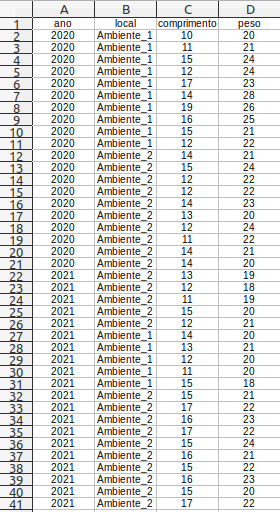 A B C D
1 ano local comprimento peso
2 2020 Ambiente_1 10 20
3 2020 Ambiente_1 11 21
4 2020 Ambiente_1 15 24
5 2020 Ambiente_1 12 24
6 2020 Ambiente_1 17 23
7 2020 Ambiente_1 14 28
8 2020 Ambiente_1 19 26
9 2020 Ambiente_1 16 25
10 2020 Ambiente_1 15 21
11 2020 Ambiente_1 12 22
12 2020 Ambiente_2 14 21
13 2020 Ambiente_2 15 24
14 2020 Ambiente_2 12 22
15 2020 Ambiente_2 12 22
16 2020 Ambiente_2 14 23
17 2020 Ambiente_2 13 20
18 2020 Ambiente_2 12 24
19 2020 Ambiente_2 11 22
20 2020 Ambiente_2 14 21
21 2020 Ambiente_2 14 20
22 2021 Ambiente_2 13 19
23 2021 Ambiente_2 12 18
24 2021 Ambiente_2 11 19
25 2021 Ambiente_2 15 20
26 2021 Ambiente_2 12 21
27 2021 Ambiente_1 14 20
28 2021 Ambiente_1 13 21
29 2021 Ambiente_1 12 20
30 2021 Ambiente_1 11 20
31 2021 Ambiente_1 15 18
32 2021 Ambiente_2 15 21
33 2021 Ambiente_2 17 22
34 2021 Ambiente_2 16 23
35 2021 Ambiente_2 17 22
36 2021 Ambiente_2 15 24
37 2021 Ambiente_2 16 21
38 2021 Ambiente_2 15 22
39 2021 Ambiente_2 16 23
40 2021 Ambiente_2 15 20
41 2021 Ambiente_2 17 22